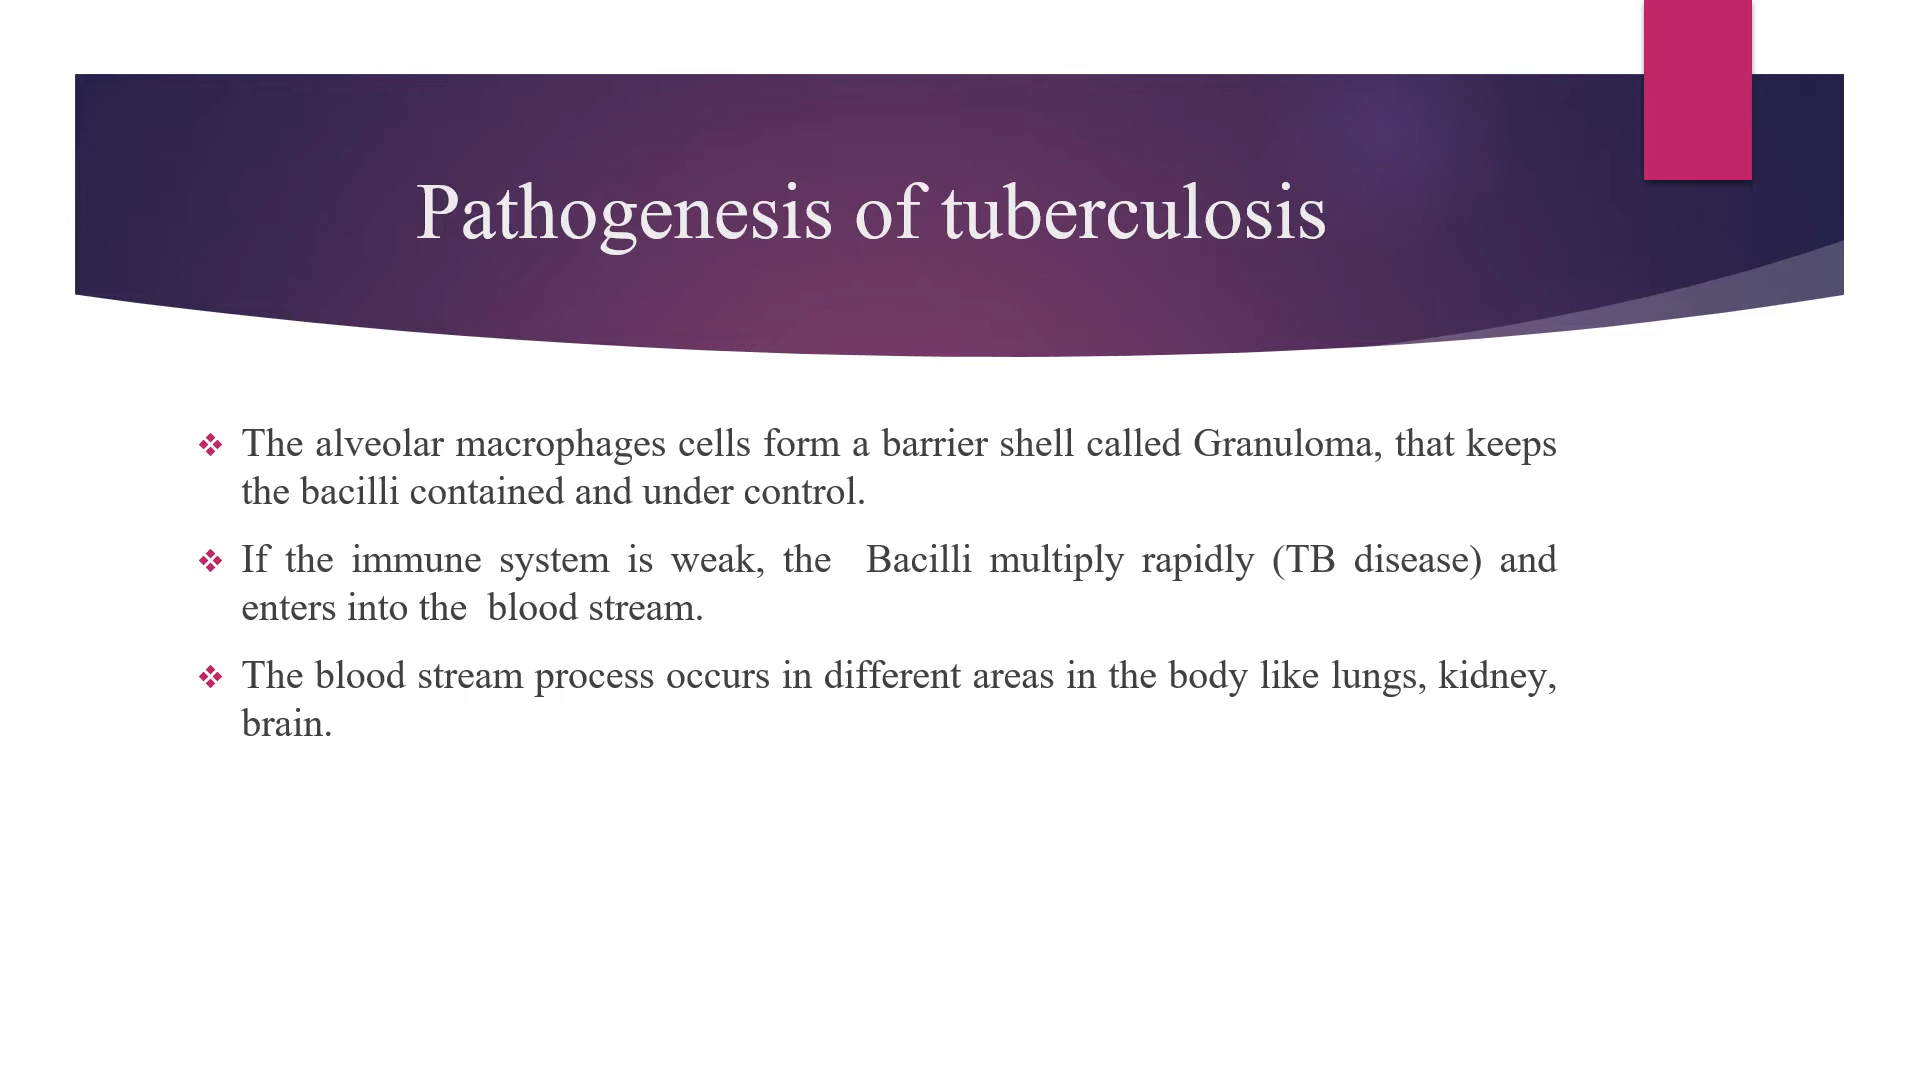 Pathogenesis of tuberculosis
The alveolar macrophages cells form a barrier shell called Granuloma, that keeps
the bacilli contained and under control.
If the immune system is weak, the  Bacilli multiply rapidly (TB disease) and
enters into the  blood stream.
The blood stream process occurs in different areas in the body like lungs, kidney,
brain.